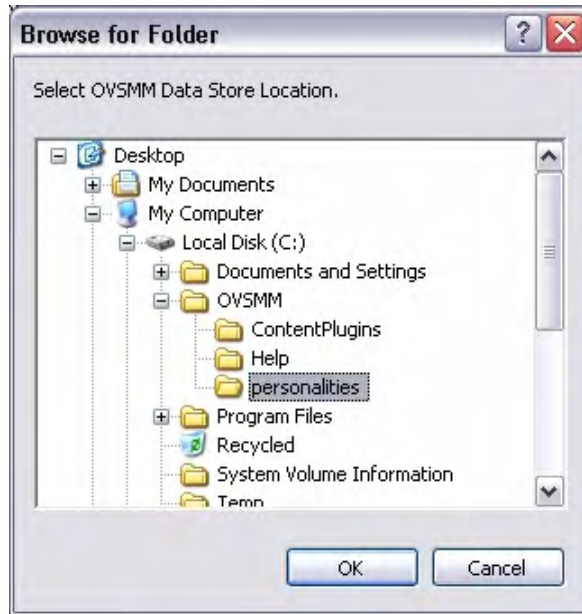 Browse for Folder
Select OVSMM Data Store Location.
Desktop
My Documents
My Computer
Local Disk (C:)
Documents and Settings
OVSMM
ContentPlugins
Help
personalities
Program Files
Recycled
System Volume Information
Temp
OK Cancel